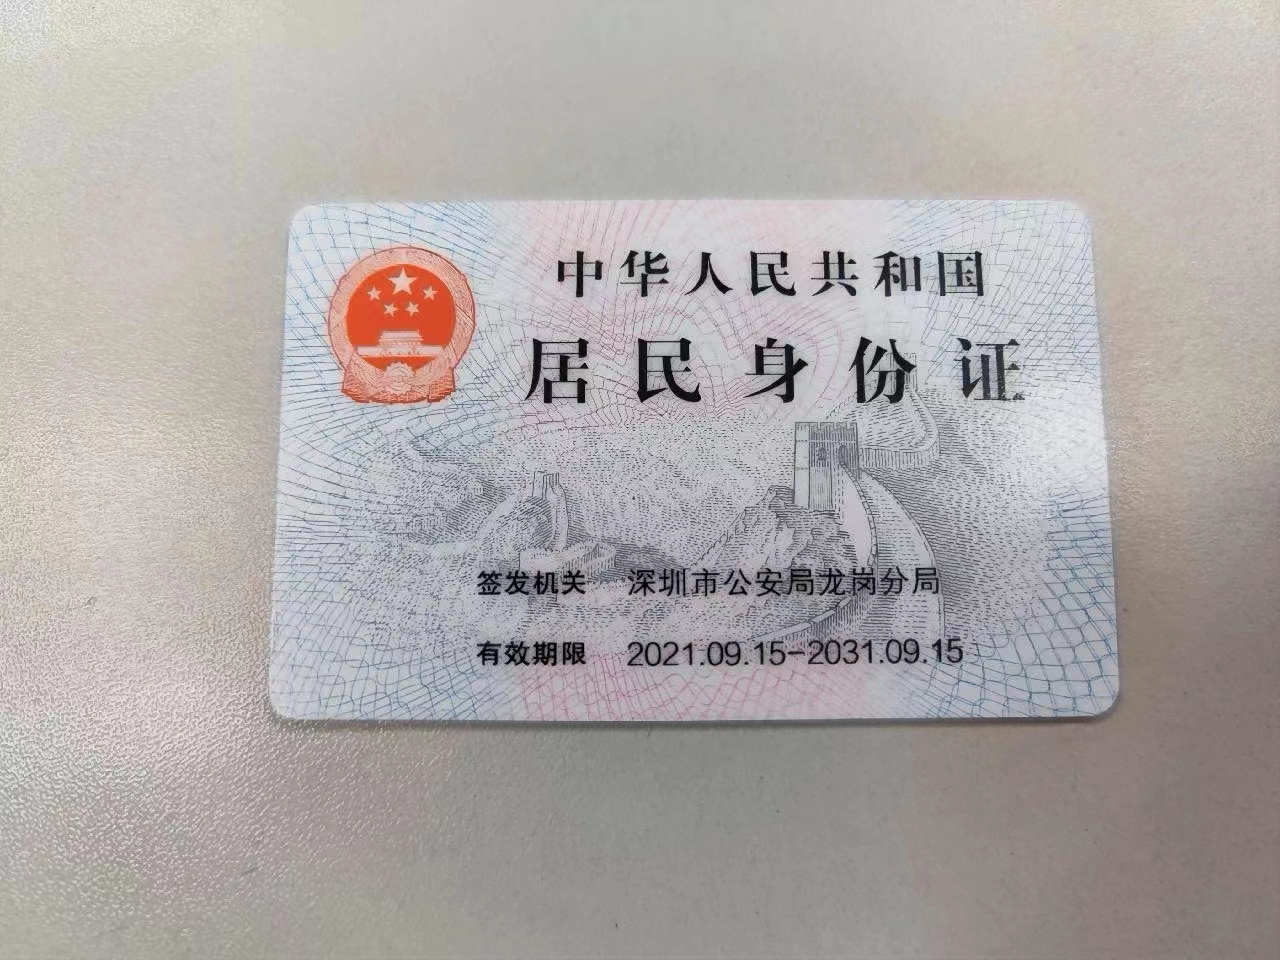 中华人民共和国
居民身份证
签发机关 深圳市公安局龙岗分局
有效期限 2021.09.15-2031.09.15